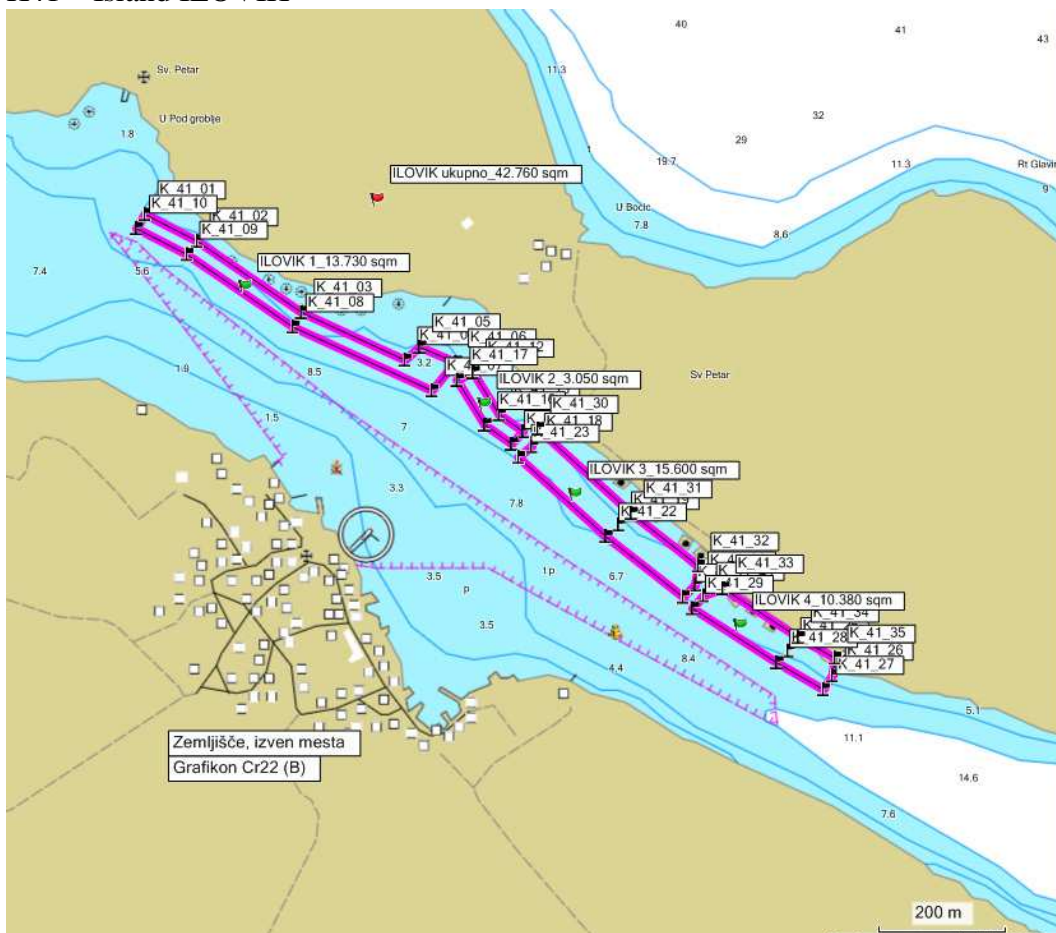 40
41
43
Sv. Petar
11.3
U Pod groblje
32
1.8
29
1
19.7
11.3
Rt Glavin
ILOVIK ukupno_42.760 sqm
9
K_41_01
K_41_10
U Bocic
K_41_02
7.8
8.6
K_41_09
7.4
5.6
ILOVIK 1_13.730 sqm
K_41_03
K_41_08
K_41_05
K_41_06
K_41_12
K_41_17
3.2
1.9
8.5
Sv Petar
ILOVIK 2_3.050 sqm
K_41_30
1.5
7
K_41_18
K_41_23
ILOVIK 3_15.600 sqm
3.3
7.8
K_41_31
K_41_22
K_41_32
K_41_33
1p
6.7
3.5
p
K_41_29
ILOVIK 4_10.380 sqm
K_41_34
3.5
K_41_28
K_41_35
K_41_26
K_41_27
4.4
8.4
5.1
11.1
Zemljišče, izven mesta
Grafikon Cr22 (B)
14.6
7.6
200 m